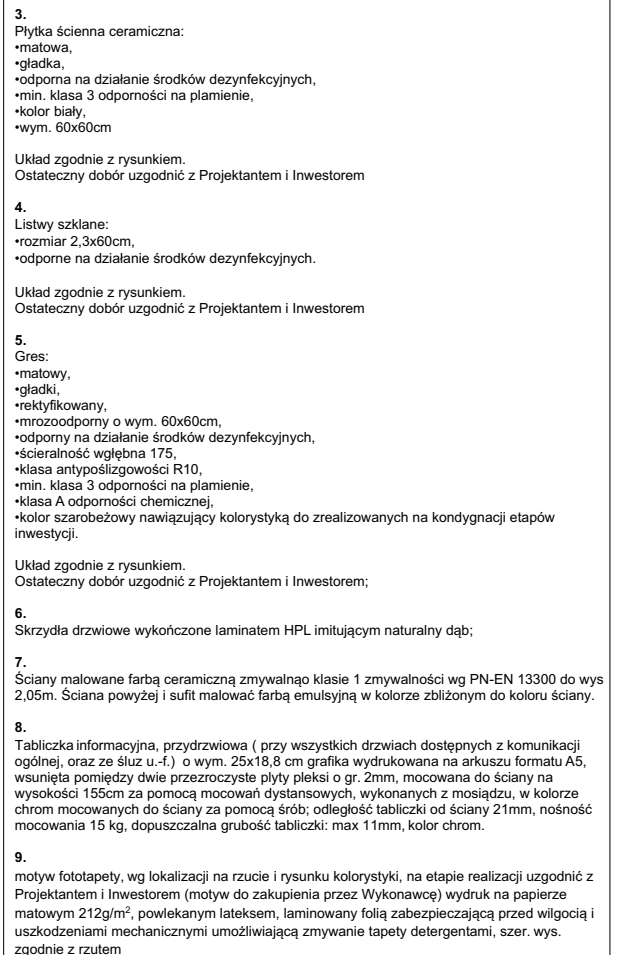 3.
Płytka ścienna ceramiczna:
•matowa,
•gładka,
•odporna na działanie środków dezynfekcyjnych,
•min. klasa 3 odporności na plamienie,
•kolor biały,
•wym. 60x60cm
Układ zgodnie z rysunkiem.
Ostateczny dobór uzgodnić z Projektantem i Inwestorem
4.
Listwy szklane:
•rozmiar 2,3x60cm,
•odporne na działanie środków dezynfekcyjnych.
Układ zgodnie z rysunkiem.
Ostateczny dobór uzgodnić z Projektantem i Inwestorem
5.
Gres:
•matowy,
•gładki,
•rektyfikowany,
•mrozoodporny o wym. 60x60cm,
•odporny na działanie środków dezynfekcyjnych,
•ścieralność wgłębna 175,
•klasa antypoślizgowości R10,
•min. klasa 3 odporności na plamienie,
•klasa A odporności chemicznej,
•kolor szarobeżowy nawiązujący kolorystyką do zrealizowanych na kondygnacji etapów
inwestycji.
Układ zgodnie z rysunkiem.
Ostateczny dobór uzgodnić z Projektantem i Inwestorem;
6.
Skrzydła drzwiowe wykończone laminatem HPL imitującym naturalny dąb;
7.
Ściany malowane farbą ceramiczną zmywalnąo klasie 1 zmywalności wg PN-EN 13300 do wys
2,05m. Ściana powyżej i sufit malować farbą emulsyjną w kolorze zbliżonym do koloru ściany.
8.
Tabliczka informacyjna, przydrzwiowa ( przy wszystkich drzwiach dostępnych z komunikacji
ogólnej, oraz ze śluz u.-f.) o wym. 25x18,8 cm grafika wydrukowana na arkuszu formatu A5,
wsunięta pomiędzy dwie przezroczyste plyty pleksi o gr. 2mm, mocowana do ściany na
wysokości 155cm za pomocą mocowań dystansowych, wykonanych z mosiądzu, w kolorze
chrom mocowanych do ściany za pomocą śrób; odległość tabliczki od ściany 21mm, nośność
mocowania 15 kg, dopuszczalna grubość tabliczki: max 11mm, kolor chrom.
9.
motyw fototapety, wg lokalizacji na rzucie i rysunku kolorystyki, na etapie realizacji uzgodnić z
Projektantem i Inwestorem (motyw do zakupienia przez Wykonawcę) wydruk na papierze
matowym 212g/m², powlekanym lateksem, laminowany folią zabezpieczającą przed wilgocią i
uszkodzeniami mechanicznymi umożliwiającą zmywanie tapety detergentami, szer. wys.
zgodnie z rzutem